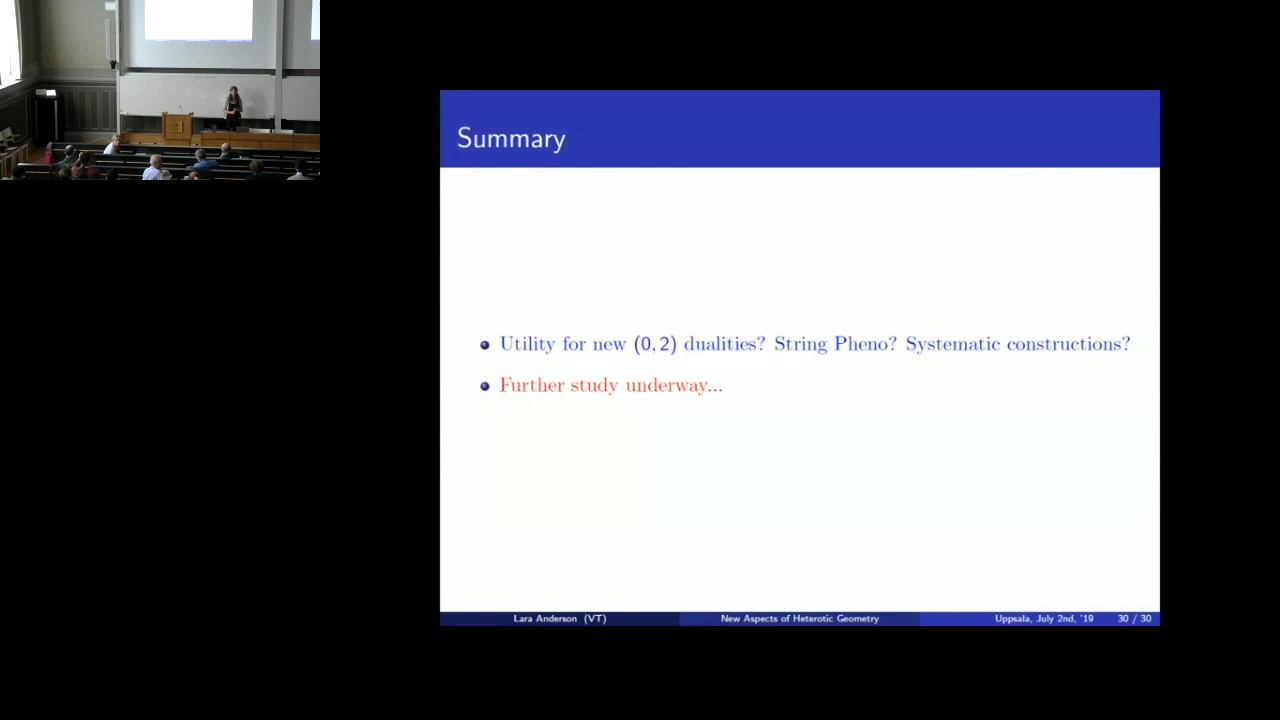 Summary
Utility for new (0, 2) dualities? String Pheno? Systematic constructions?
Further study underway...
Lara Anderson (VT) New Aspects of Heterotic Geometry Uppsala, July 2nd, '19 30 / 30